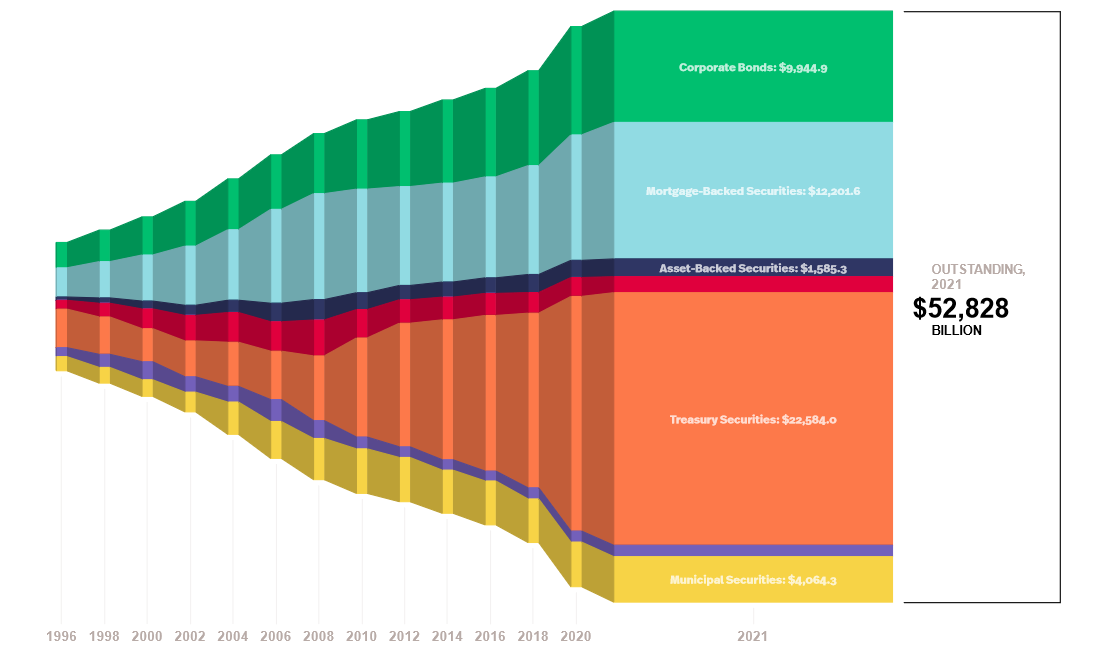 Corporate Bonds: $9,944.9
Mortgage-Backed Securities: $12,201.6
Asset-Backed Securities: $1,585.3
OUTSTANDING,
2021
$52,828
BILLION
Treasury Securities: $22,584.0
Municipal Securities: $4,064.3
1996 1998 2000 2002 2004 2006 2008 2010 2012 2014 2016 2018 2020 2021